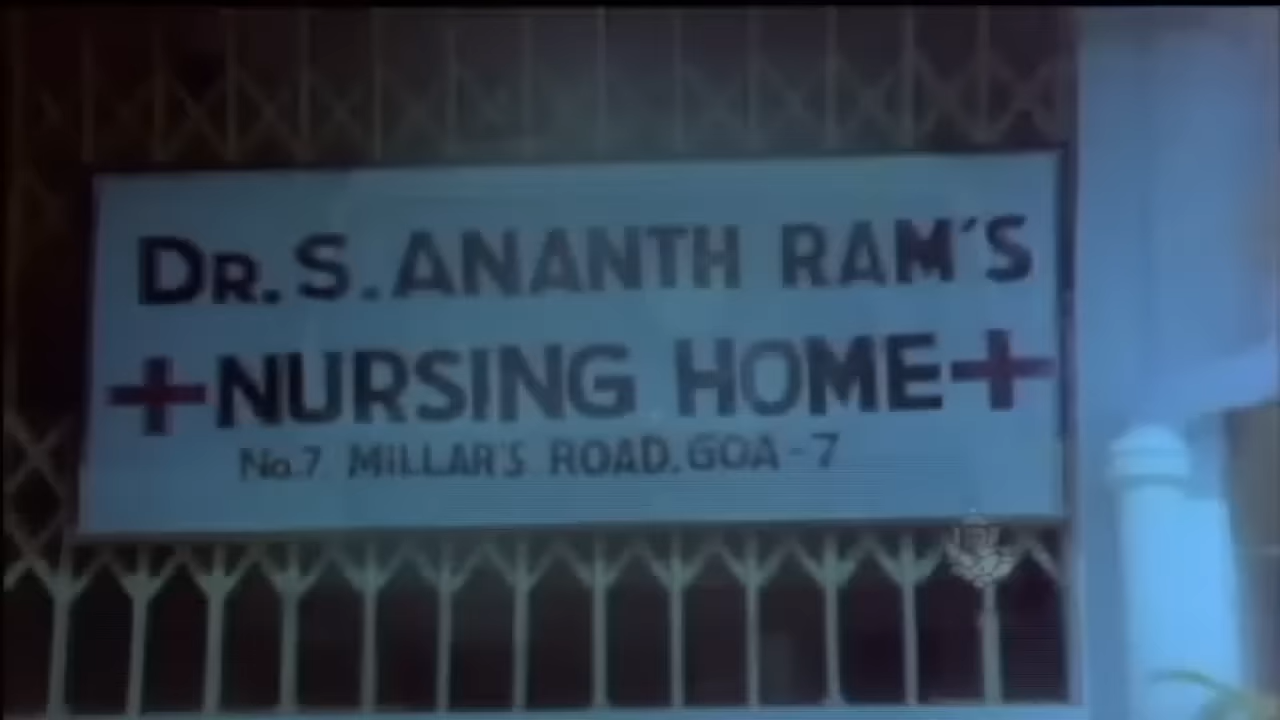 DR. S. ANANTH RAM'S
NURSING HOME
No.7 MILLAR'S ROAD, GOA - 7